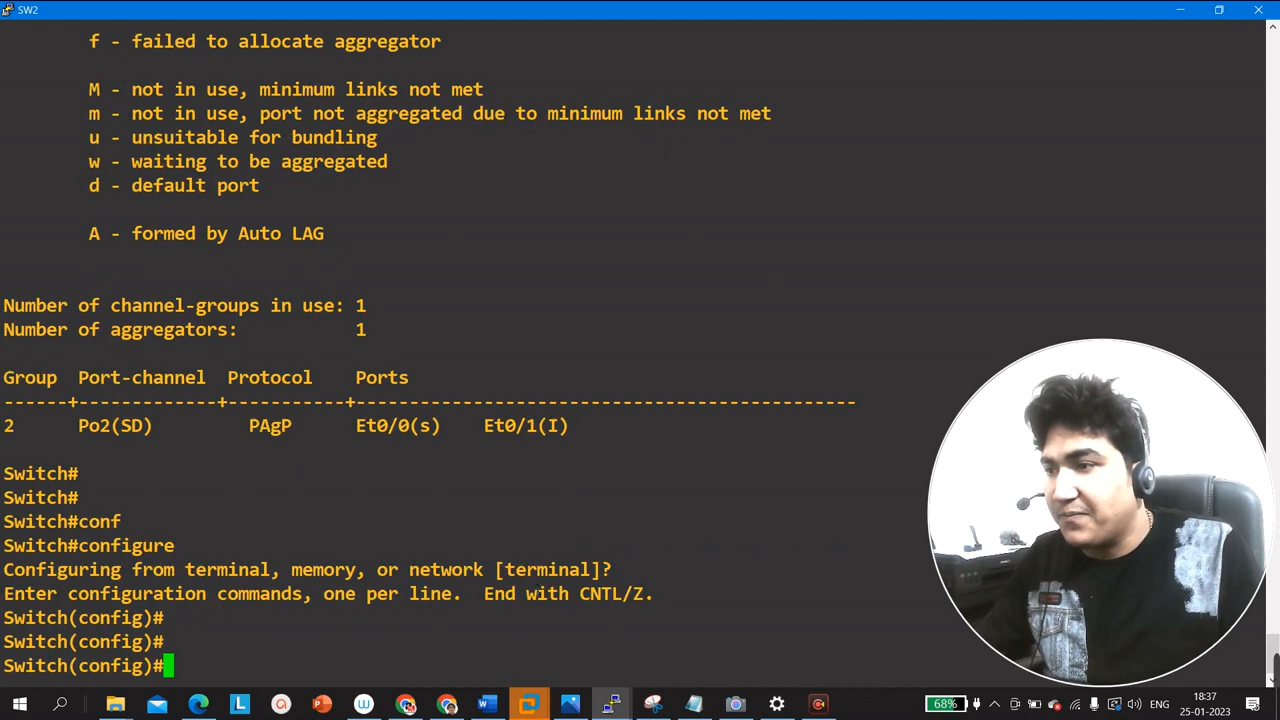 SW2
f - failed to allocate aggregator
M - not in use, minimum links not met
m - not in use, port not aggregated due to minimum links not met
u - unsuitable for bundling
w - waiting to be aggregated
d - default port
A - formed by Auto LAG
Number of channel-groups in use: 1
Number of aggregators:           1
Group  Port-channel  Protocol    Ports
------+-------------+-----------+-----------------------------------------------
2      Po2(SD)         PAgP      Et0/0(s)    Et0/1(I)
Switch#
Switch#
Switch#conf
Switch#configure
Configuring from terminal, memory, or network [terminal]?
Enter configuration commands, one per line.  End with CNTL/Z.
Switch(config)#
Switch(config)#
Switch(config)#
68% ENG 18:37
25-01-2023